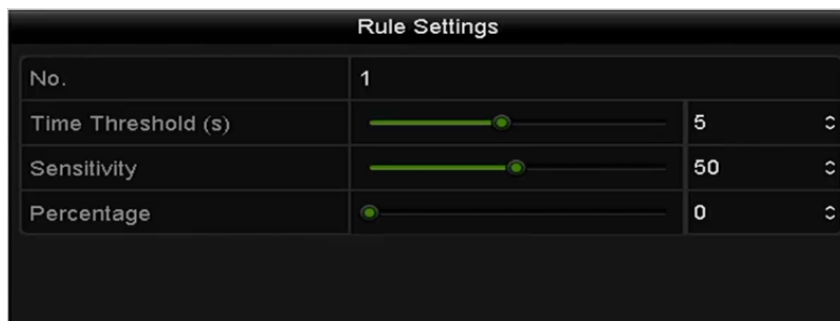 Rule Settings
No. 1
Time Threshold (s) 5
Sensitivity 50
Percentage 0